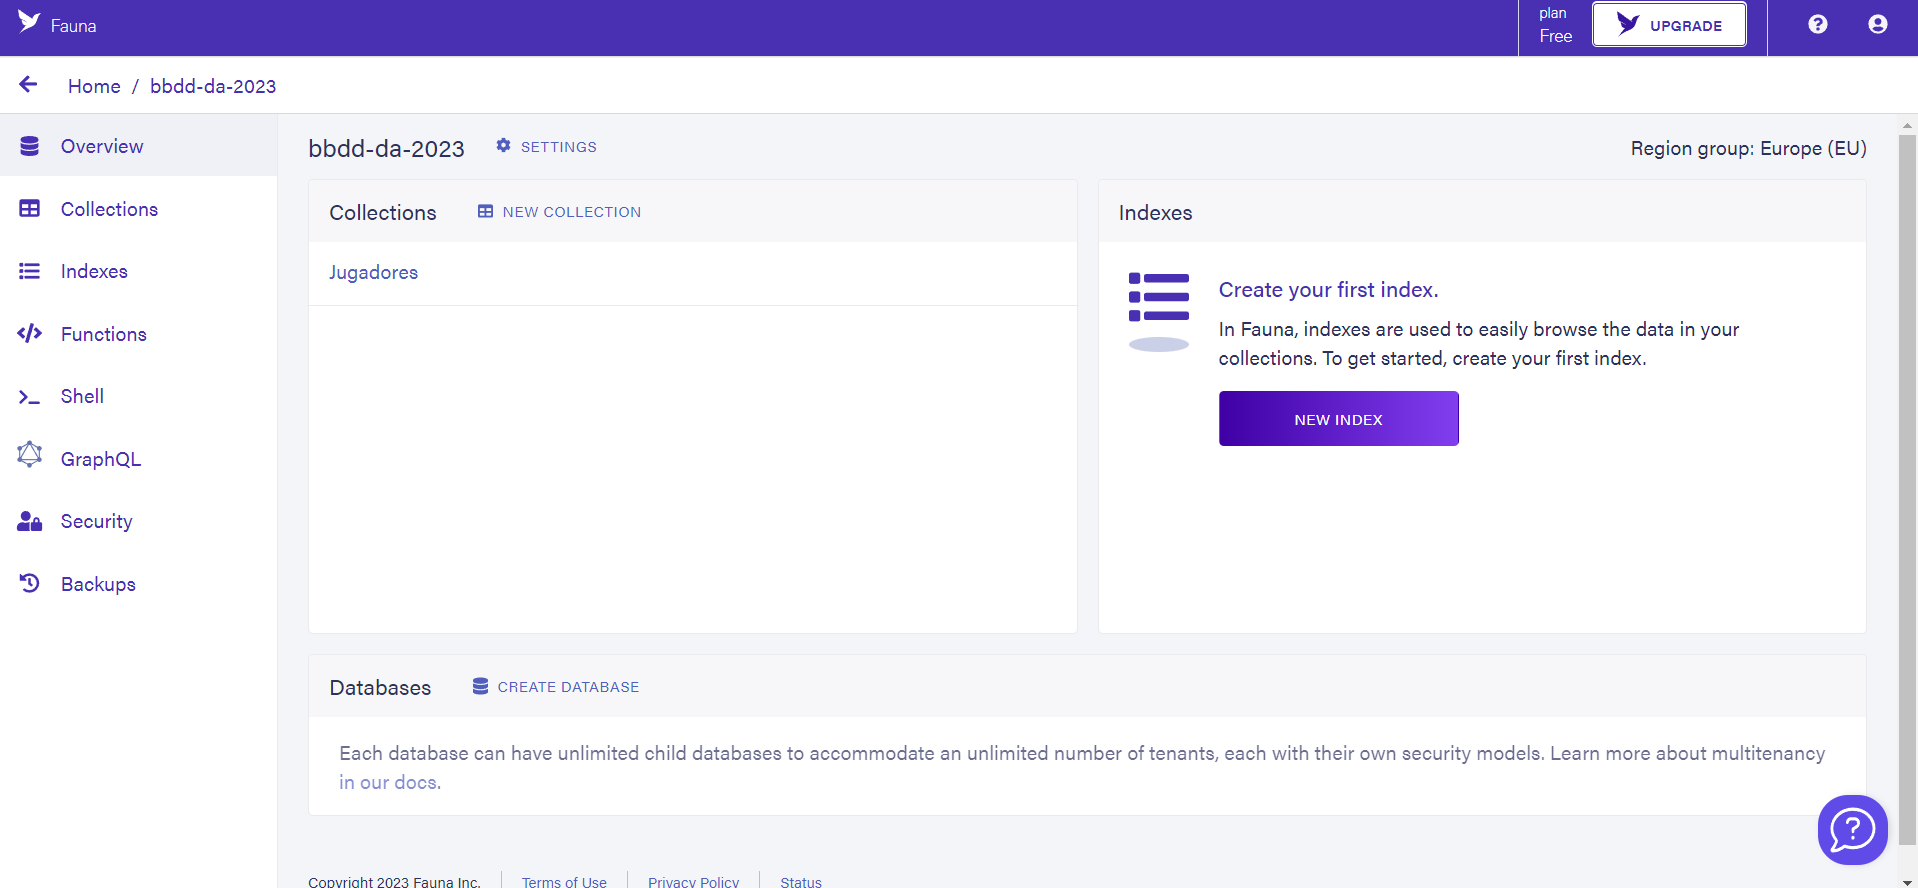 Fauna
plan
Free
UPGRADE
Home / bbdd-da-2023
Overview
Collections
Indexes
Functions
Shell
GraphQL
Security
Backups
bbdd-da-2023
SETTINGS
Region group: Europe (EU)
Collections
NEW COLLECTION
Jugadores
Indexes
Create your first index.
In Fauna, indexes are used to easily browse the data in your
collections. To get started, create your first index.
NEW INDEX
Databases
CREATE DATABASE
Each database can have unlimited child databases to accommodate an unlimited number of tenants, each with their own security models. Learn more about multitenancy
in our docs.
Copyright 2023 Fauna Inc.
Terms of Use
Privacy Policy
Status